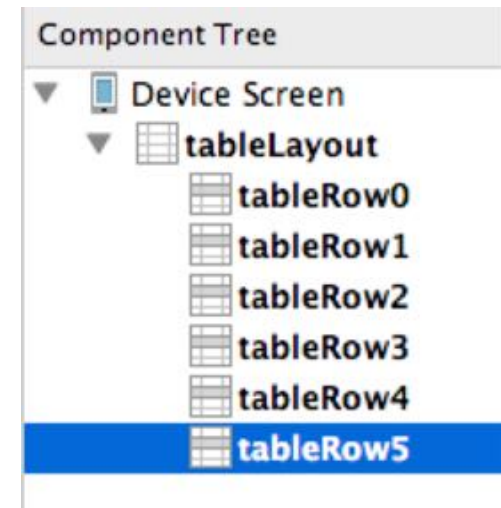 Component Tree
Device Screen
tableLayout
tableRow0
tableRow1
tableRow2
tableRow3
tableRow4
tableRow5